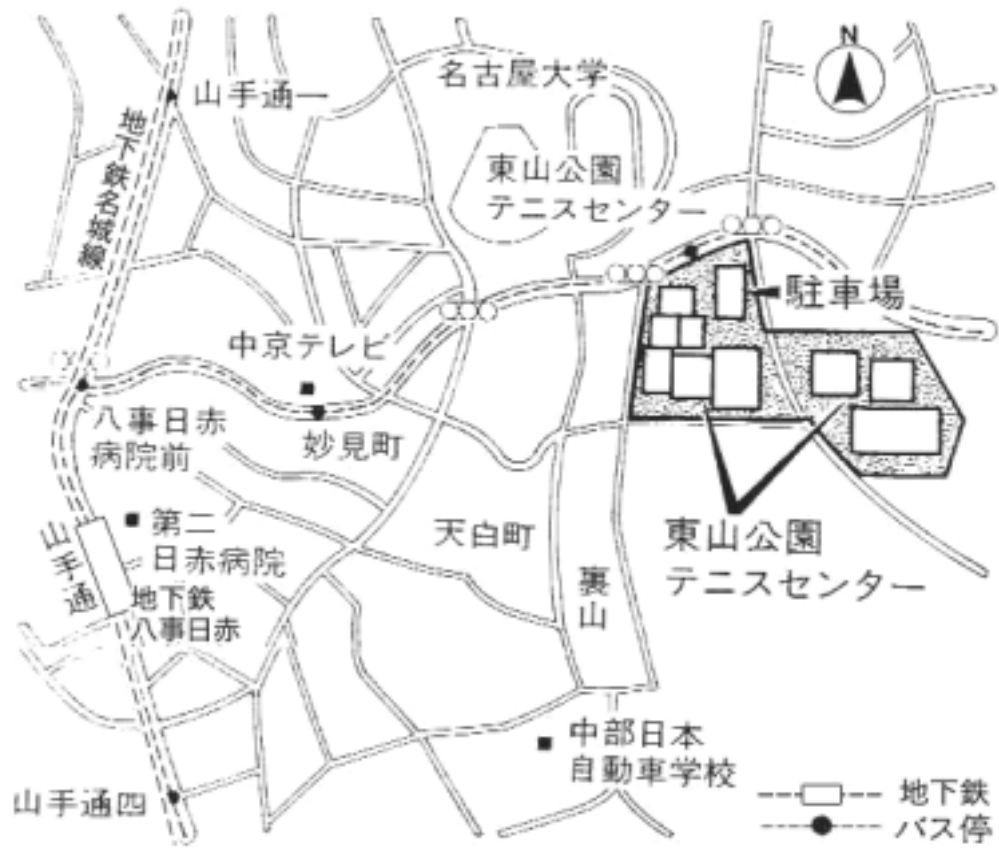 N
名古屋大学
山手通一
地下鉄名城線
東山公園
テニスセンター
駐車場
中京テレビ
八事日赤
病院前
妙見町
第二
日赤病院
天白町
東山公園
テニスセンター
山手通
地下鉄
八事日赤
裏山
中部日本
自動車学校
山手通四
地下鉄
バス停